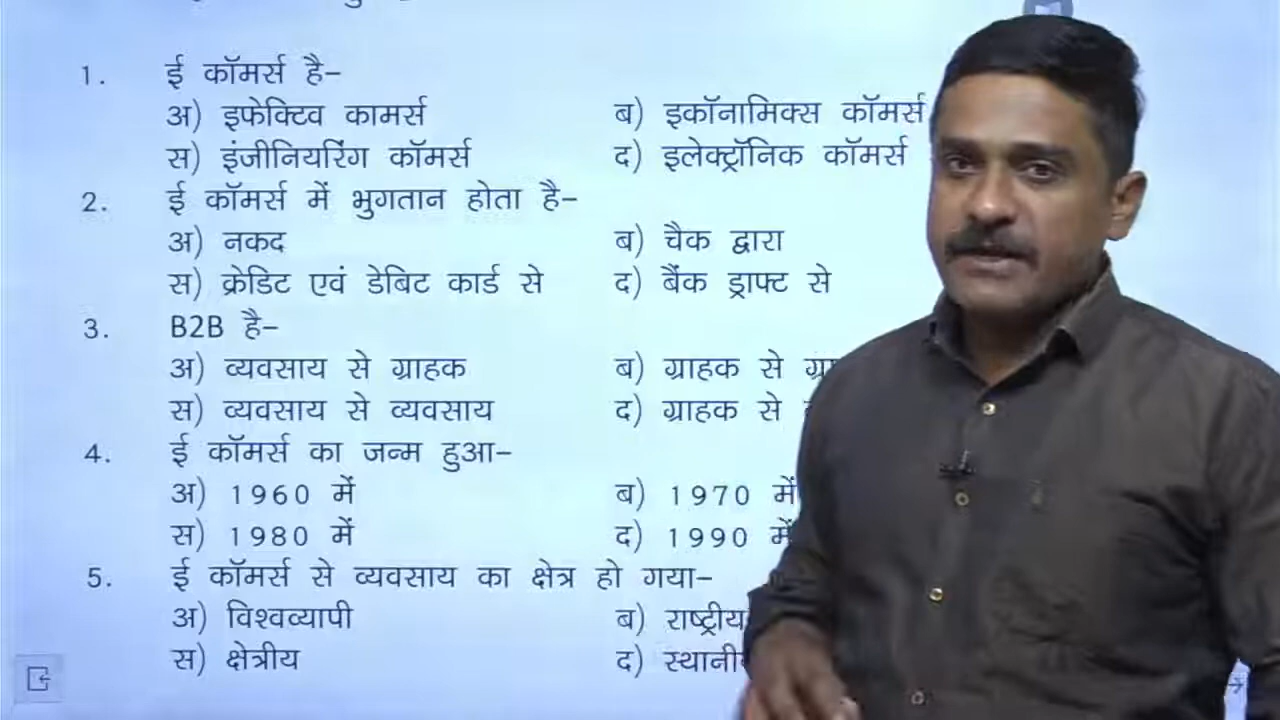 1. ई कॉमर्स है–
अ) इफेक्टिव कामर्स ब) इकॉनामिक्स कॉमर्स
स) इंजीनियरिंग कॉमर्स द) इलेक्ट्रॉनिक कॉमर्स
2. ई कॉमर्स में भुगतान होता है–
अ) नकद ब) चैक द्वारा
स) क्रेडिट एवं डेबिट कार्ड से द) बैंक ड्राफ्ट से
3. B2B है–
अ) व्यवसाय से ग्राहक ब) ग्राहक से
स) व्यवसाय से व्यवसाय द) ग्राहक से
4. ई कॉमर्स का जन्म हुआ–
अ) 1960 में ब) 1970 में
स) 1980 में द) 1990 में
5. ई कॉमर्स से व्यवसाय का क्षेत्र हो गया–
अ) विश्वव्यापी ब) राष्ट्रीय
स) क्षेत्रीय द)